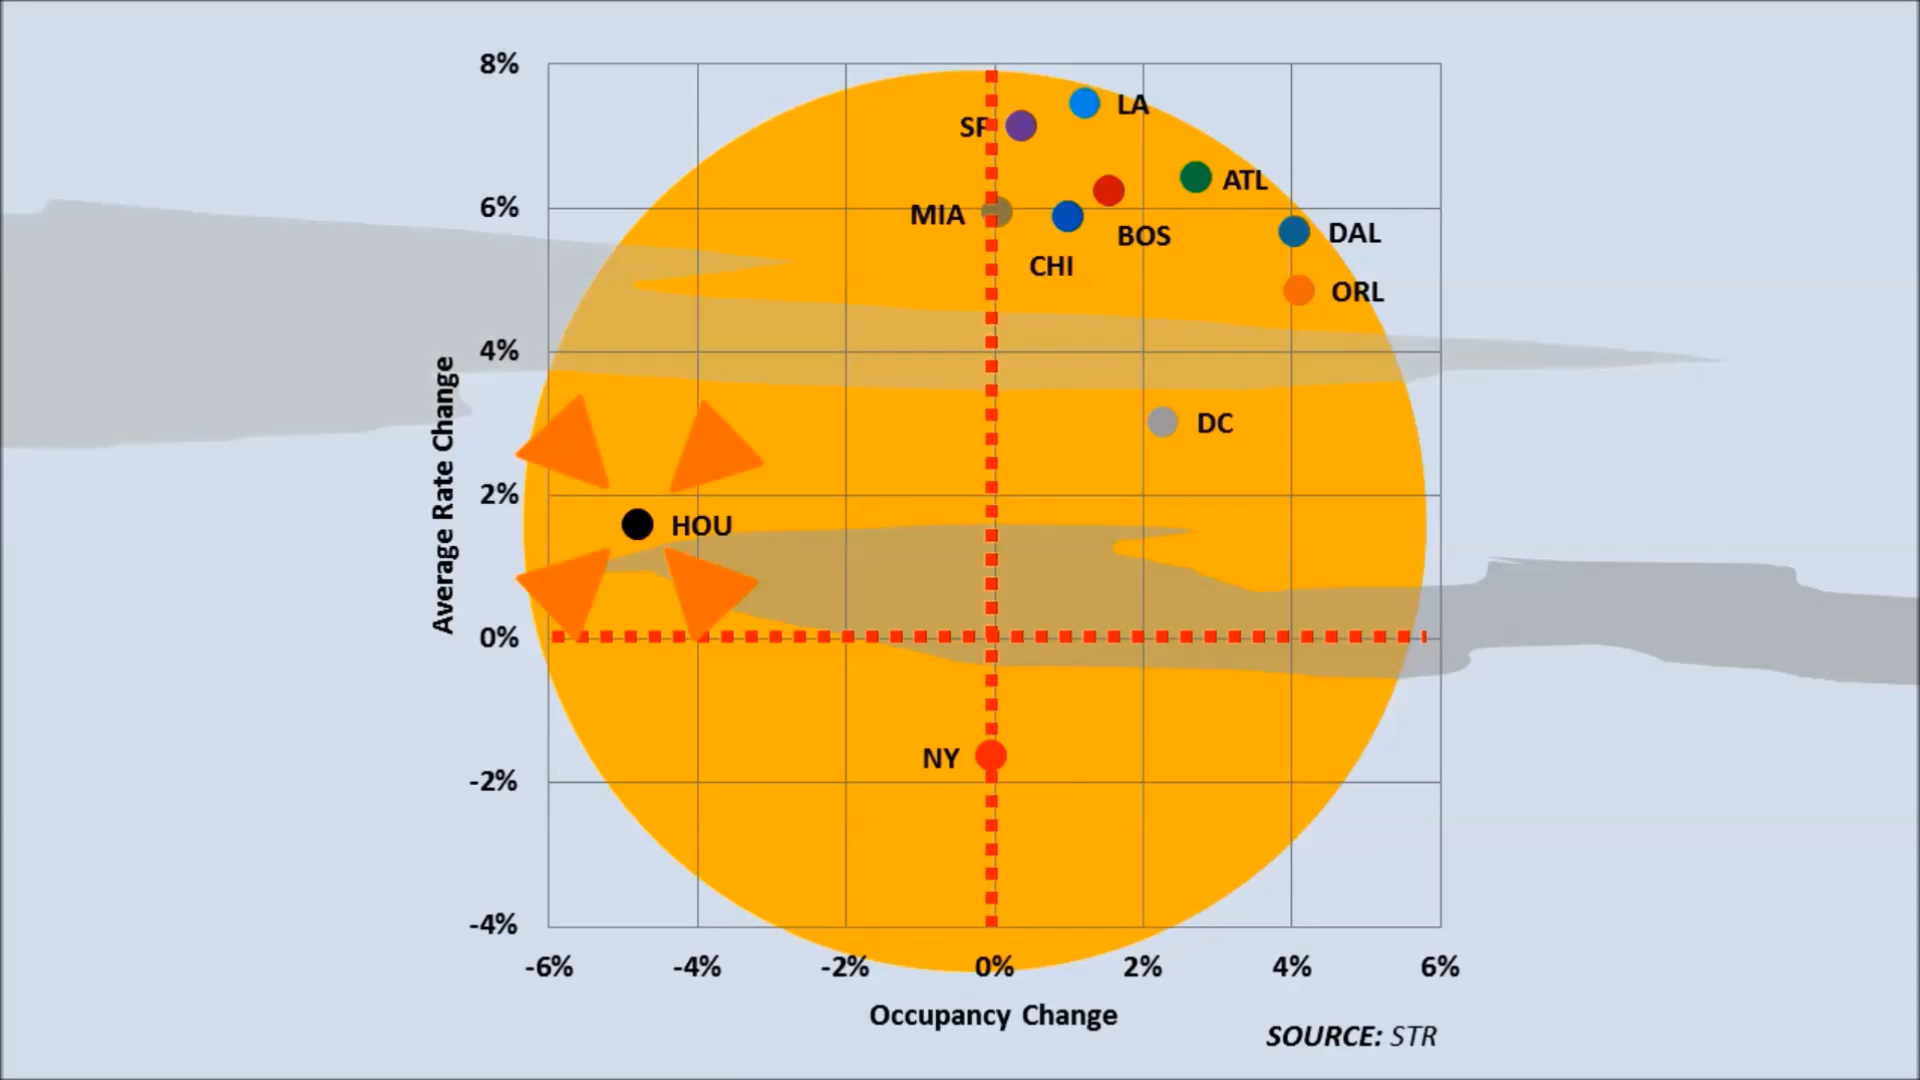 8%
LA
SF
ATL
6%
MIA
BOS
DAL
CHI
ORL
4%
Average Rate Change
DC
2%
HOU
0%
NY
-2%
-4%
-6% -4% -2% 0% 2% 4% 6%
Occupancy Change
SOURCE: STR